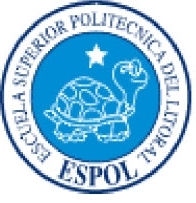 ESCUELA SUPERIOR POLITECNICA DEL LITORAL
ESPOL